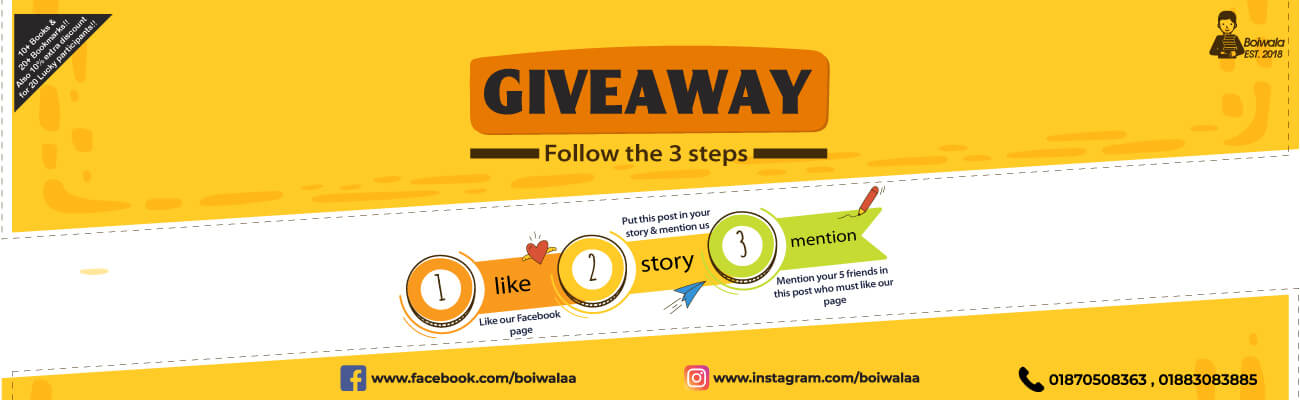 10+ Books &
20+ Bookmarks!!
Also 10% extra discount
for 20 Lucky participants!!
Boiwala
EST. 2018
GIVEAWAY
Follow the 3 steps
1
like
Like our Facebook
page
2
story
Put this post in your
story & mention us
3
mention
Mention your 5 friends in
this post who must like our
page
www.facebook.com/boiwalaa
www.instagram.com/boiwalaa
01870508363 , 01883083885